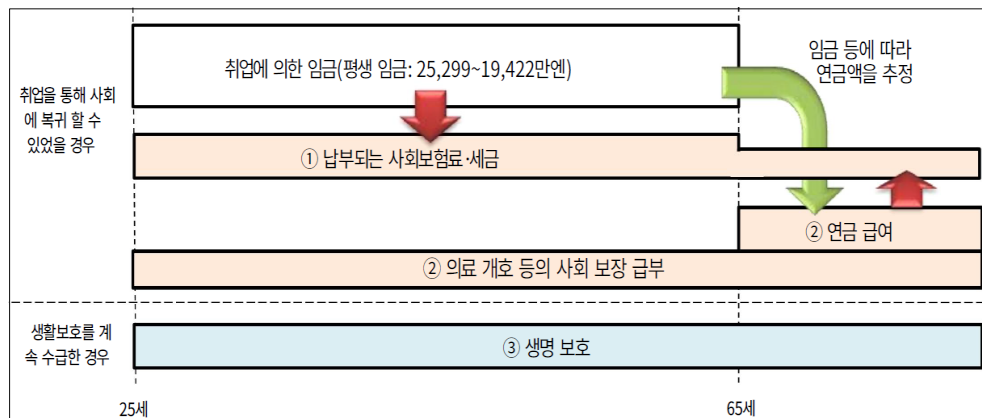 취업에 의한 임금(평생 임금: 25,299~19,422만엔)
임금 등에 따라
연금액을 추정
취업을 통해 사회
에 복귀 할 수
있었을 경우
① 납부되는 사회보험료·세금
② 연금 급여
② 의료 개호 등의 사회 보장 급부
생활보호를 계
속 수급한 경우
③ 생명 보호
25세
65세